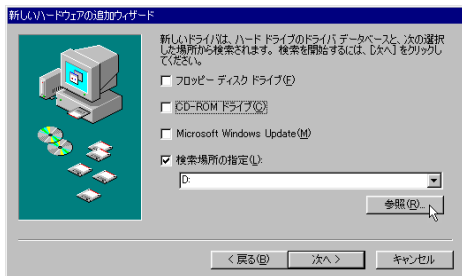 新しいハードウェアの追加ウィザード
新しいドライバは、ハード ドライブのドライバ データベースと、次の選択
した場所から検索されます。検索を開始するには、[次へ] をクリックし
てください。
フロッピー ディスク ドライブ(F)
CD-ROM ドライブ(C)
Microsoft Windows Update(M)
検索場所の指定(L):
D:
参照(R)...
< 戻る(B)
次へ >
キャンセル